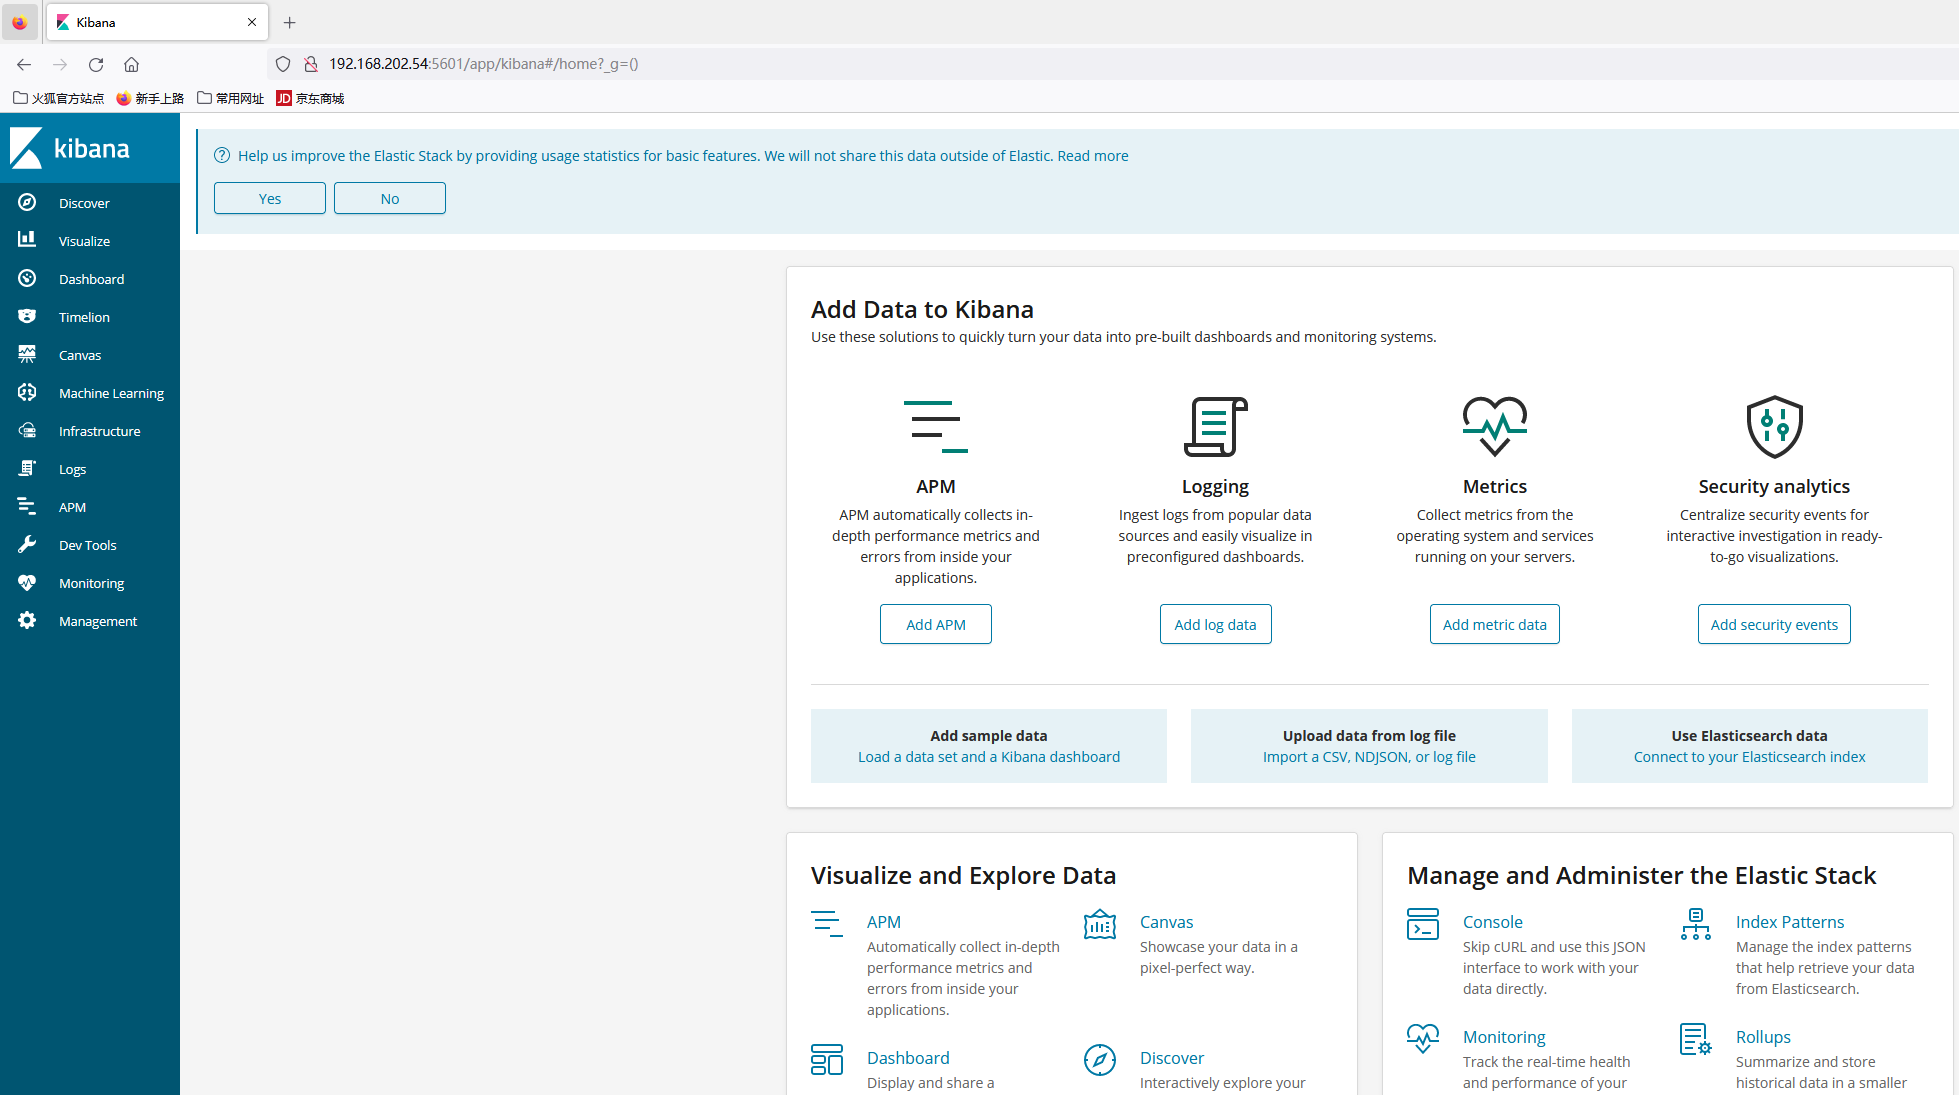 Kibana
192.168.202.54:5601/app/kibana#/home?_g=()
火狐官方站点 新手上路 常用网址 JD 京东商城
kibana
Help us improve the Elastic Stack by providing usage statistics for basic features. We will not share this data outside of Elastic. Read more
Yes No
Discover
Visualize
Dashboard
Timelion
Canvas
Machine Learning
Infrastructure
Logs
APM
Dev Tools
Monitoring
Management
Add Data to Kibana
Use these solutions to quickly turn your data into pre-built dashboards and monitoring systems.
APM
APM automatically collects in-
depth performance metrics and
errors from inside your
applications.
Add APM
Logging
Ingest logs from popular data
sources and easily visualize in
preconfigured dashboards.
Add log data
Metrics
Collect metrics from the
operating system and services
running on your servers.
Add metric data
Security analytics
Centralize security events for
interactive investigation in ready-
to-go visualizations.
Add security events
Add sample data
Load a data set and a Kibana dashboard
Upload data from log file
Import a CSV, NDJSON, or log file
Use Elasticsearch data
Connect to your Elasticsearch index
Visualize and Explore Data
APM
Automatically collect in-depth
performance metrics and
errors from inside your
applications.
Canvas
Showcase your data in a
pixel-perfect way.
Dashboard
Display and share a
Discover
Interactively explore your
Manage and Administer the Elastic Stack
Console
Skip cURL and use this JSON
interface to work with your
data directly.
Index Patterns
Manage the index patterns
that help retrieve your data
from Elasticsearch.
Monitoring
Track the real-time health
and performance of your
Rollups
Summarize and store
historical data in a smaller